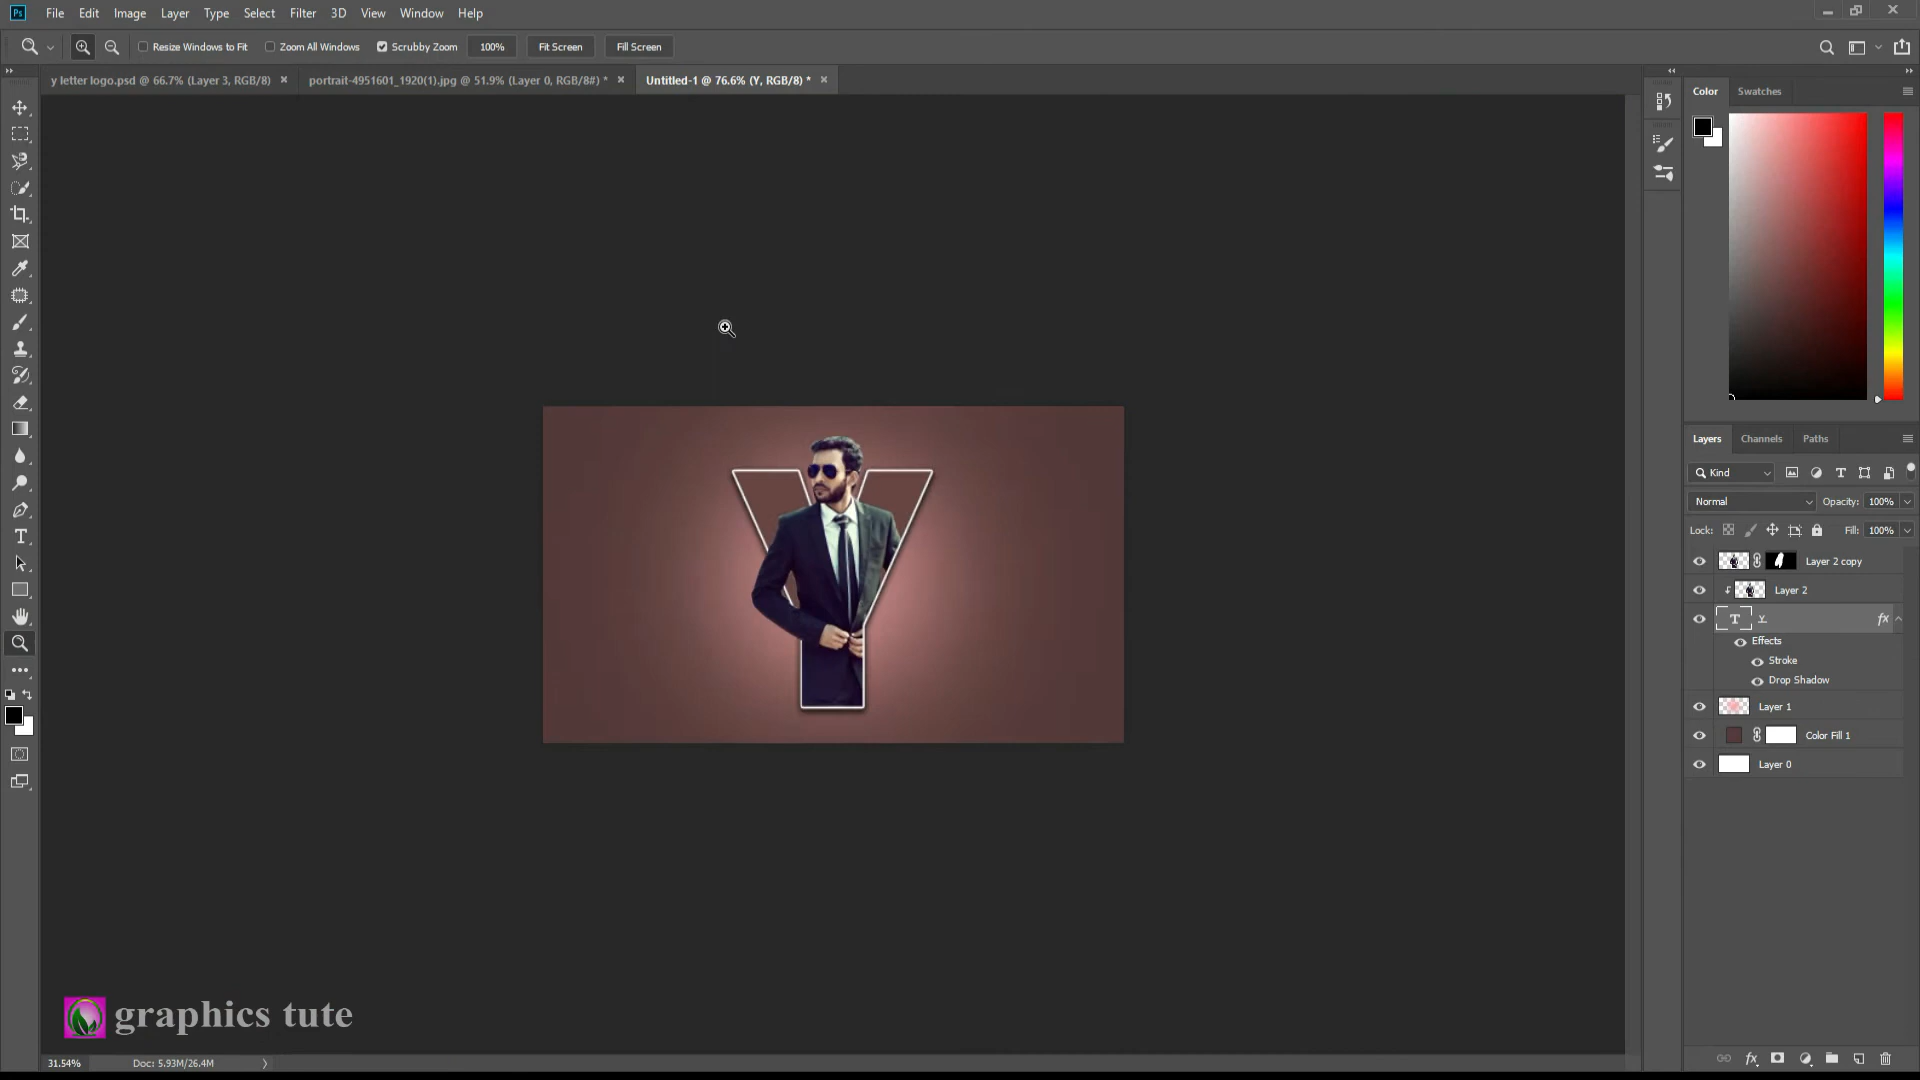 Ps File Edit Image Layer Type Select Filter 3D View Window Help
Resize Windows to Fit Zoom All Windows Scrubby Zoom 100% Fit Screen Fill Screen
y letter logo.psd @ 66.7% (Layer 3, RGB/8) × portrait-4951601_1920(1).jpg @ 51.9% (Layer 0, RGB/8#) * × Untitled-1 @ 76.6% (Y, RGB/8) * ×
Color Swatches
Layers Channels Paths
Kind
Normal Opacity: 100%
Lock: Fill: 100%
Layer 2 copy
Layer 2
T Y fx
Effects
Stroke
Drop Shadow
Layer 1
Color Fill 1
Layer 0
Y
graphics tute
31.54% Doc: 5.93M/26.4M